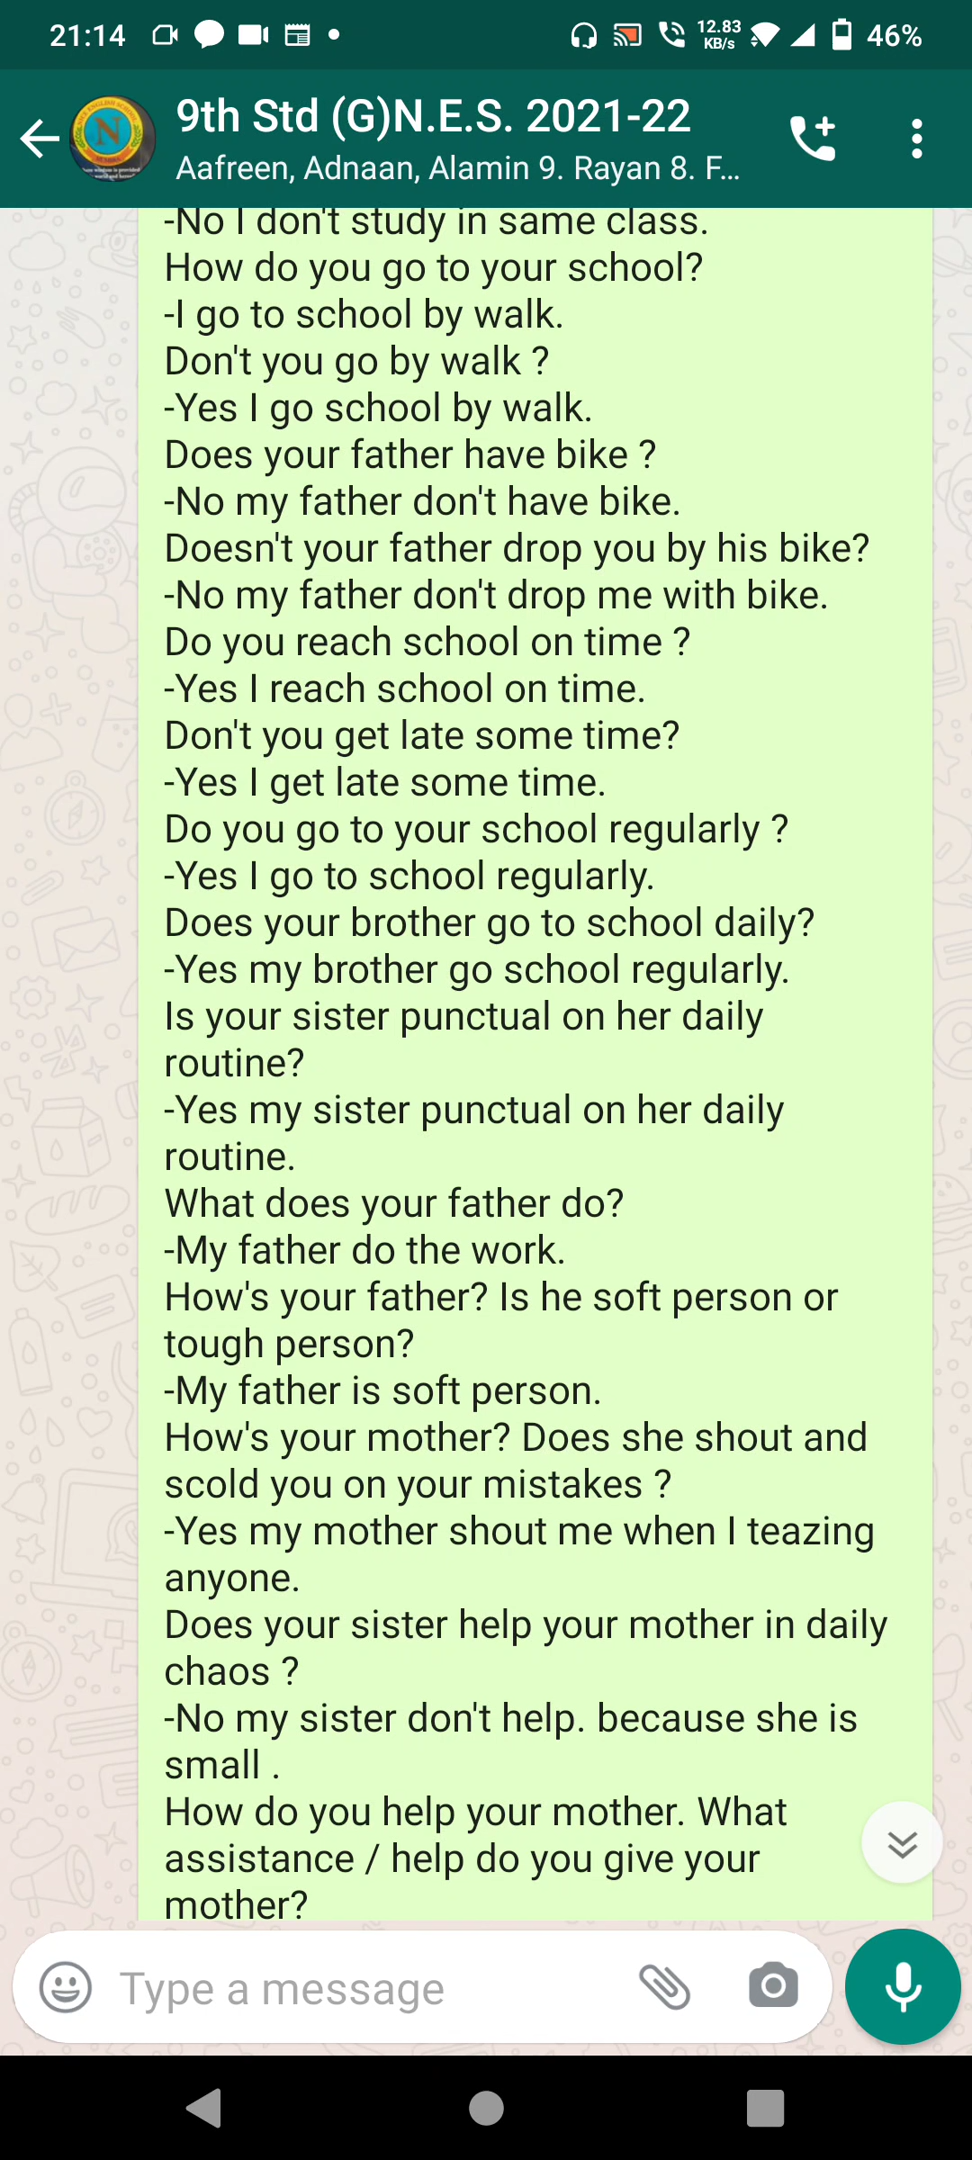 21:14
12.83
KB/s
46%
9th Std (G)N.E.S. 2021-22
Aafreen, Adnaan, Alamin 9. Rayan 8. F...
-No I don't study in same class.
How do you go to your school?
-I go to school by walk.
Don't you go by walk ?
-Yes I go school by walk.
Does your father have bike ?
-No my father don't have bike.
Doesn't your father drop you by his bike?
-No my father don't drop me with bike.
Do you reach school on time ?
-Yes I reach school on time.
Don't you get late some time?
-Yes I get late some time.
Do you go to your school regularly ?
-Yes I go to school regularly.
Does your brother go to school daily?
-Yes my brother go school regularly.
Is your sister punctual on her daily
routine?
-Yes my sister punctual on her daily
routine.
What does your father do?
-My father do the work.
How's your father? Is he soft person or
tough person?
-My father is soft person.
How's your mother? Does she shout and
scold you on your mistakes ?
-Yes my mother shout me when I teazing
anyone.
Does your sister help your mother in daily
chaos ?
-No my sister don't help. because she is
small .
How do you help your mother. What
assistance / help do you give your
mother?
Type a message